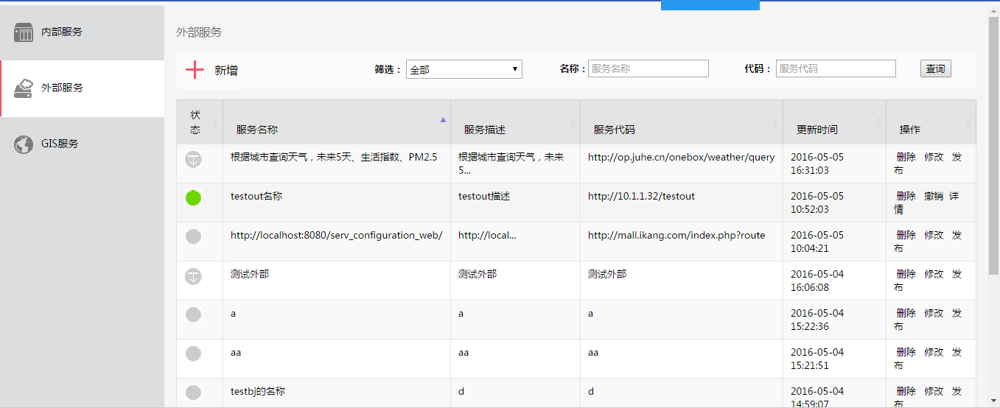 内部服务
外部服务
GIS服务
外部服务
新增 筛选： 全部 名称： 服务名称 代码： 服务代码 查询
状态 服务名称 服务描述 服务代码 更新时间 操作
根据城市查询天气，未来5天、生活指数、PM2.5 根据城市查询天气，未来5... http://op.juhe.cn/onebox/weather/query 2016-05-05 16:31:03 删除 修改 发布
testout名称 testout描述 http://10.1.1.32/testout 2016-05-05 10:52:03 删除 撤销 详情
http://localhost:8080/serv_configuration_web/ http://local... http://mall.ikang.com/index.php?route 2016-05-05 10:04:21 删除 修改 发布
测试外部 测试外部 测试外部 2016-05-04 16:06:08 删除 修改 发布
a a a 2016-05-04 15:22:36 删除 修改 发布
aa aa aa 2016-05-04 15:21:51 删除 修改 发布
testbj的名称 d d 2016-05-04 14:59:07 删除 修改 发布